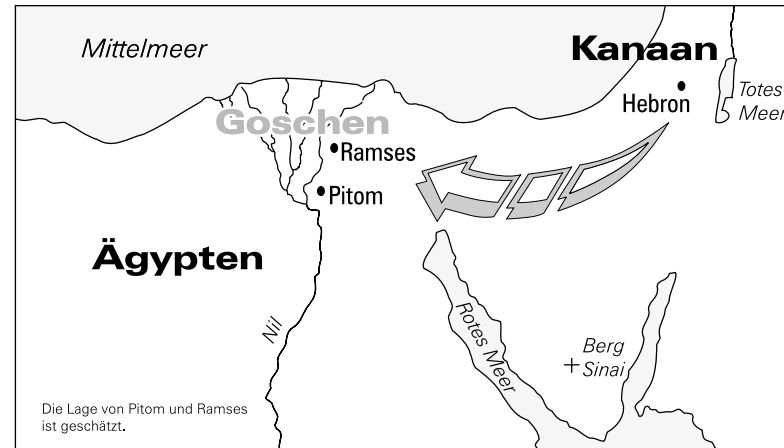 Mittelmeer
Kanaan
Hebron
Totes
Meer
Goschen
Ramses
Pitom
Ägypten
Nil
Rotes Meer
Berg
Sinai
Die Lage von Pitom und Ramses
ist geschätzt.